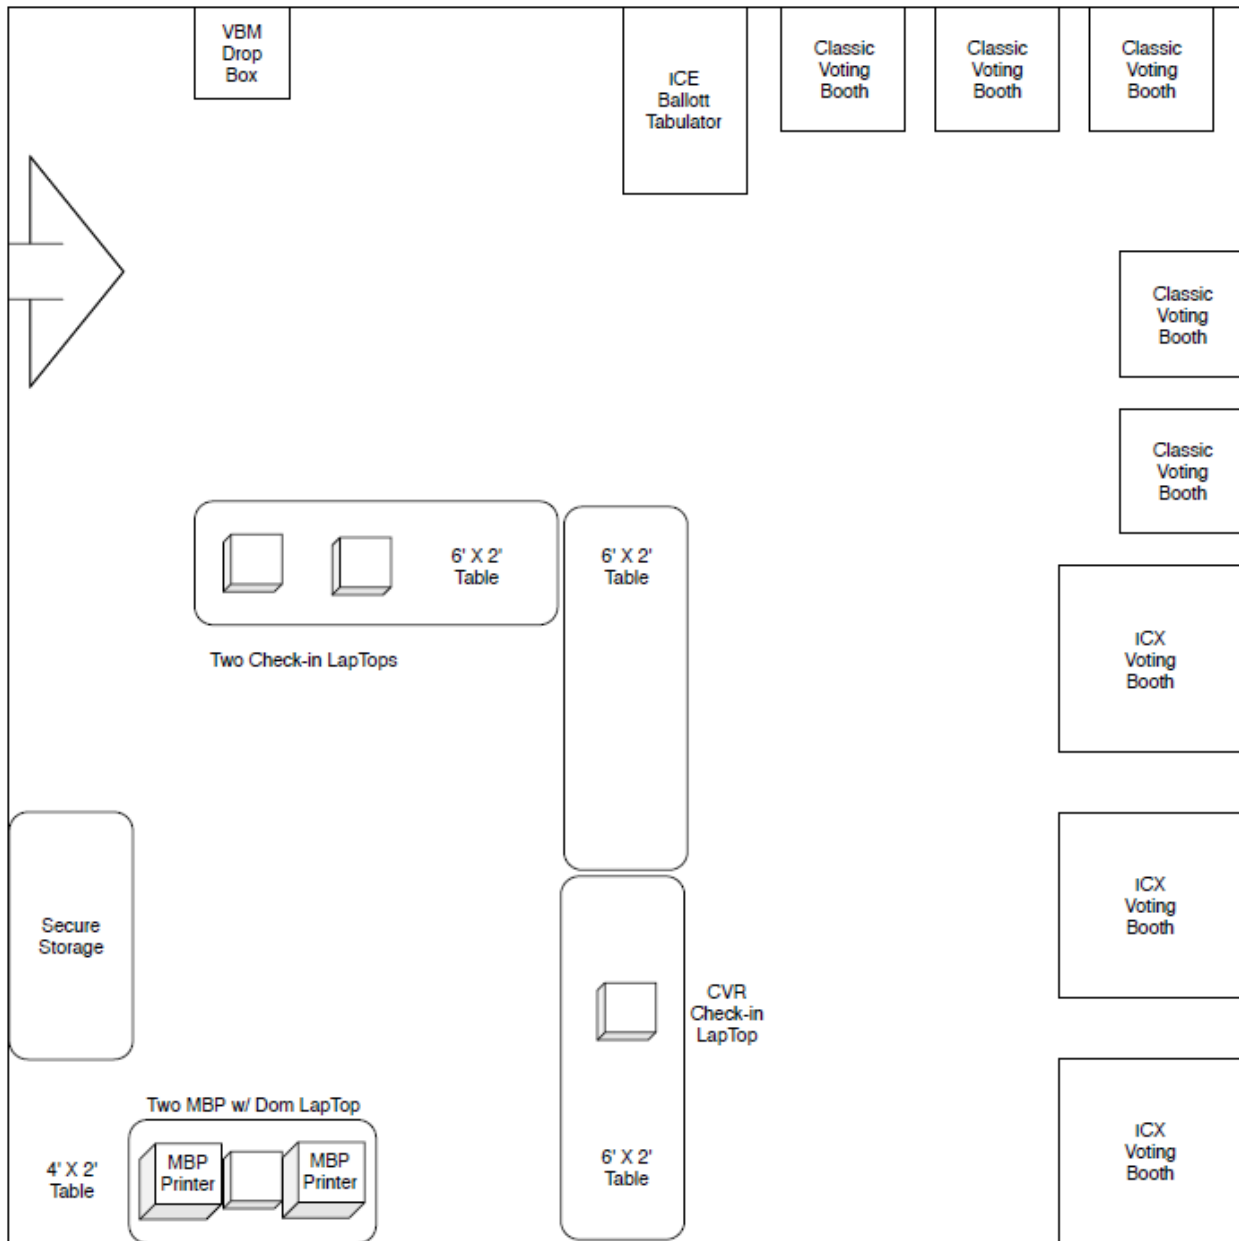 VBM
Drop
Box
ICE
Ballott
Tabulator
Classic
Voting
Booth
Classic
Voting
Booth
Classic
Voting
Booth
Classic
Voting
Booth
Classic
Voting
Booth
6' X 2'
Table
6' X 2'
Table
Two Check-in LapTops
ICX
Voting
Booth
Secure
Storage
ICX
Voting
Booth
CVR
Check-in
LapTop
Two MBP w/ Dom LapTop
4' X 2'
Table
MBP
Printer
MBP
Printer
6' X 2'
Table
ICX
Voting
Booth